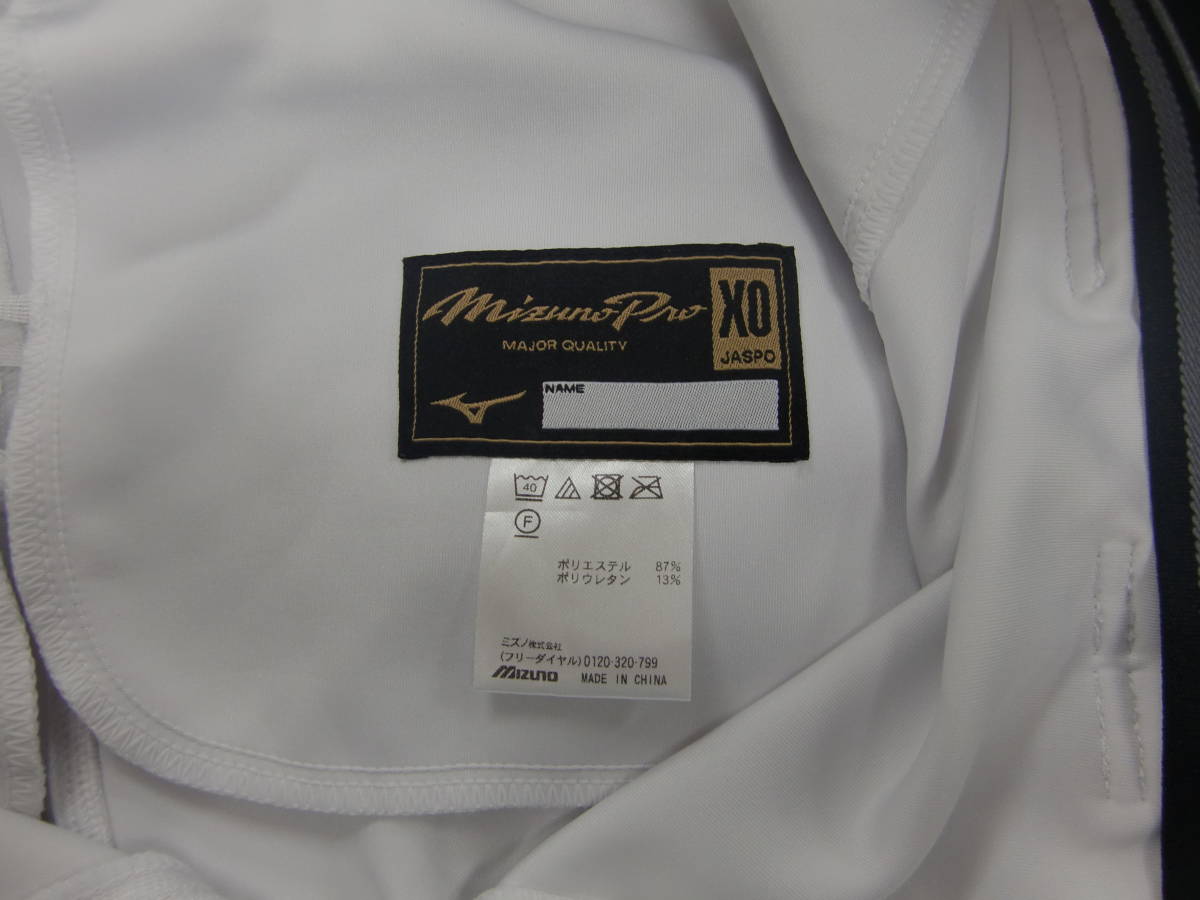 Mizuno Pro
XO
MAJOR QUALITY
JASPO
NAME
40
F
ポリエステル 87%
ポリウレタン 13%
ミズノ株式会社
(フリーダイヤル)0120-320-799
MIZUNO MADE IN CHINA